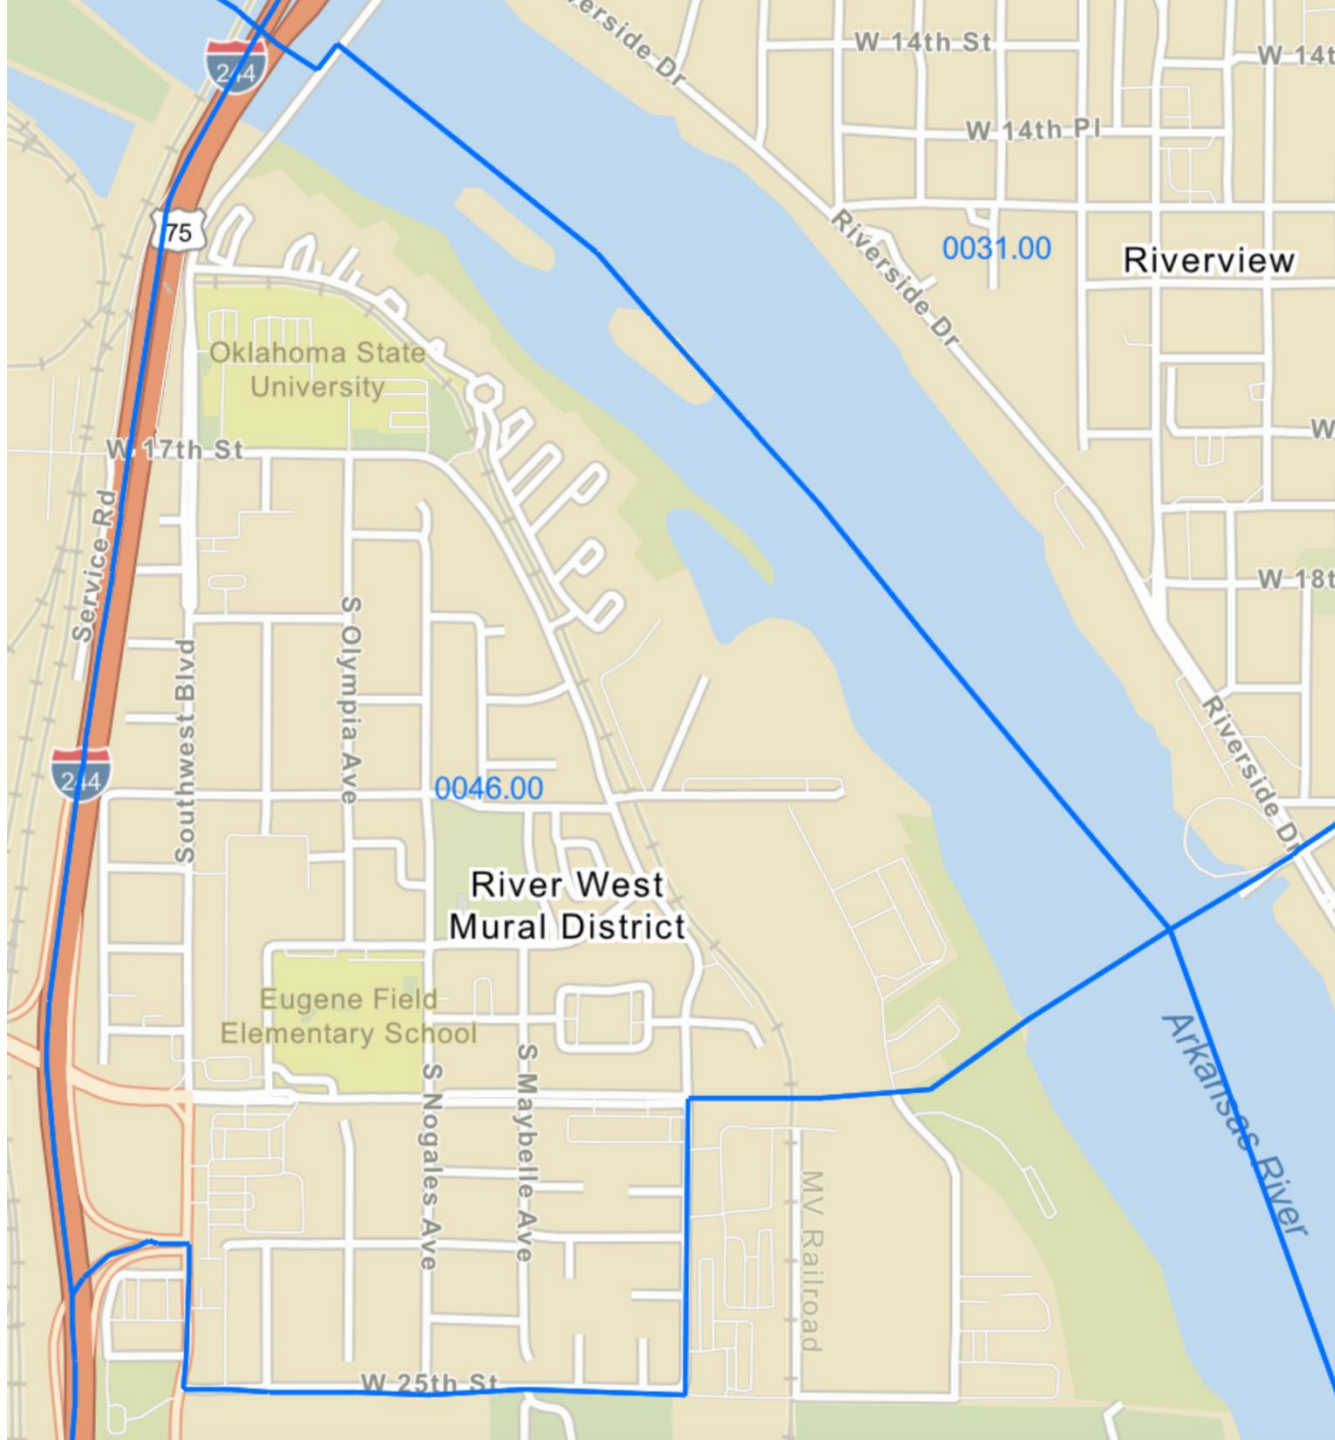 Riverside Dr
W 14th St
W 14t
244
W 14th Pl
75
Riverside Dr
0031.00
Riverview
Oklahoma State
University
W 17th St
W
Service Rd
W 18t
S Olympia Ave
Southwest Blvd
Riverside Dr
244
0046.00
River West
Mural District
Eugene Field
Elementary School
Arkansas River
S Nogales Ave
S Maybelle Ave
MV Railroad
W 25th St